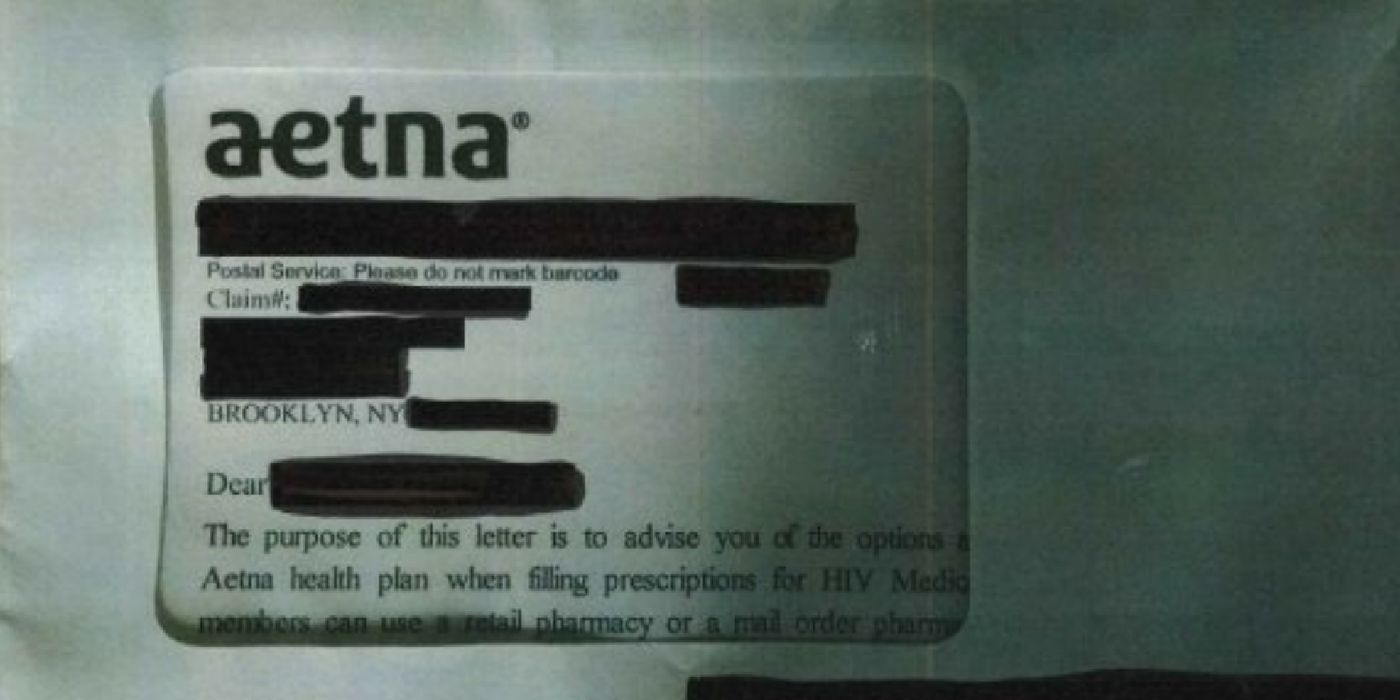 aetna®
Postal Service: Please do not mark barcode
Claim#:
BROOKLYN, NY
Dear
The purpose of this letter is to advise you of the options
Aetna health plan when filling prescriptions for HIV Medic
members can use a retail pharmacy or a mail order pharm